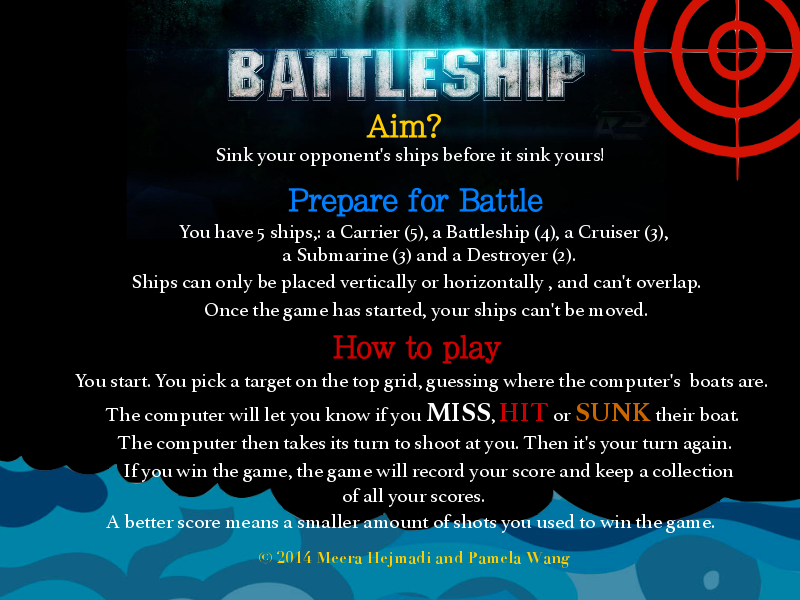 BATTLESHIP
Aim?
Sink your opponent's ships before it sink yours!
Prepare for Battle
You have 5 ships,: a Carrier (5), a Battleship (4), a Cruiser (3),
a Submarine (3) and a Destroyer (2).
Ships can only be placed vertically or horizontally , and can't overlap.
Once the game has started, your ships can't be moved.
How to play
You start. You pick a target on the top grid, guessing where the computer's  boats are.
The computer will let you know if you MISS, HIT or SUNK their boat.
The computer then takes its turn to shoot at you. Then it's your turn again.
If you win the game, the game will record your score and keep a collection
of all your scores.
A better score means a smaller amount of shots you used to win the game.
© 2014 Meera Hejmadi and Pamela Wang